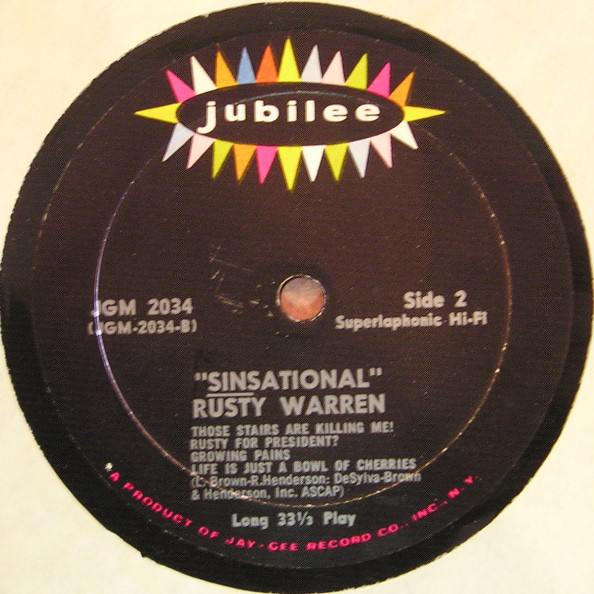 jubilee
JGM 2034
(JGM-2034-B)
Side 2
Superlaphonic Hi-Fi
"SINSATIONAL"
RUSTY WARREN
THOSE STAIRS ARE KILLING ME!
RUSTY FOR PRESIDENT?
GROWING PAINS
LIFE IS JUST A BOWL OF CHERRIES
(L. Brown-R.Henderson: DeSylva-Brown
& Henderson, Inc. ASCAP)
Long 33⅓ Play
A PRODUCT OF JAY-GEE RECORD CO., INC., N.Y.